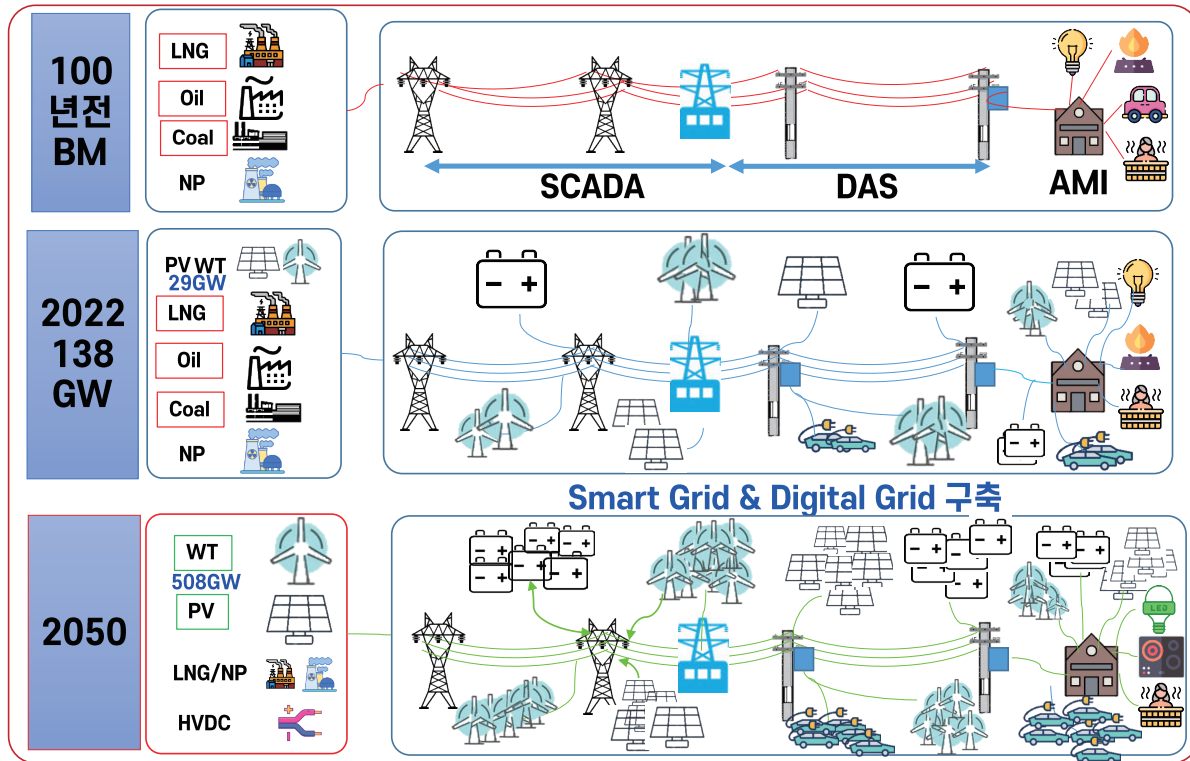 100
년전
BM
LNG
Oil
Coal
NP
SCADA
DAS
AMI
2022
138
GW
PV WT
29GW
LNG
Oil
Coal
NP
Smart Grid & Digital Grid 구축
2050
WT
508GW
PV
LNG/NP
HVDC
LED